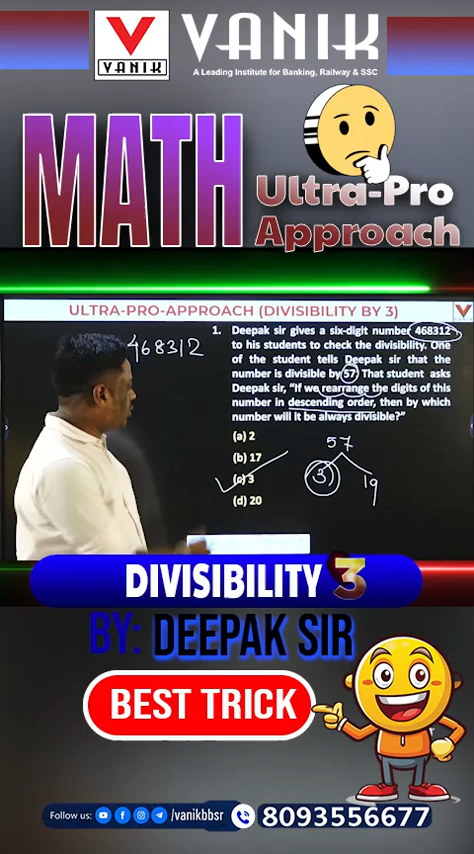 VANIK
VANIK
A Leading Institute for Banking, Railway & SSC
MATH
Ultra-Pro
Approach
ULTRA-PRO-APPROACH (DIVISIBILITY BY 3)
VANIK
468312
1. Deepak sir gives a six-digit number 468312
to his students to check the divisibility. One
of the student tells Deepak sir that the
number is divisible by 57. That student asks
Deepak sir, "If we rearrange the digits of this
number in descending order, then by which
number will it be always divisible?"
(a) 2
(b) 17
(c) 3
(d) 20
57
3
19
DIVISIBILITY 3
BY: DEEPAK SIR
BEST TRICK
Follow us: /vanikbbsr 8093556677